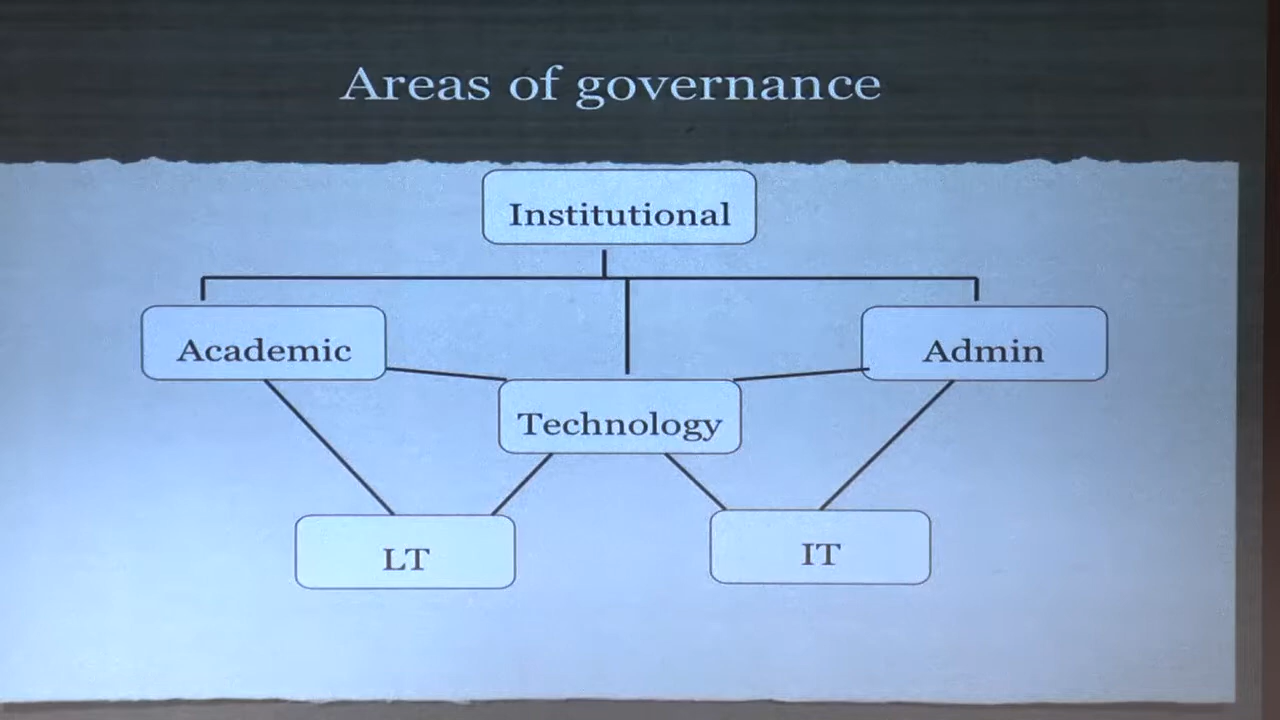 Areas of governance
Institutional
Academic
Admin
Technology
LT
IT